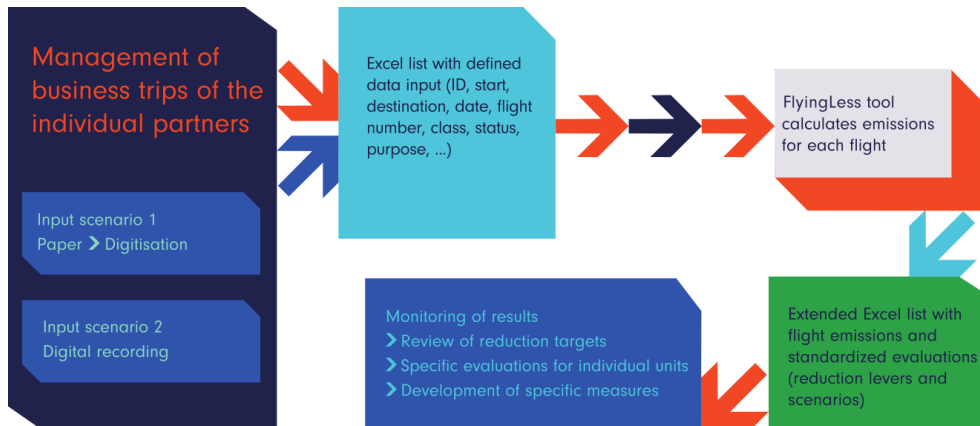 Management of
business trips of the
individual partners
Input scenario 1
Paper > Digitisation
Input scenario 2
Digital recording
Excel list with defined
data input (ID, start,
destination, date, flight
number, class, status,
purpose, ...)
FlyingLess tool
calculates emissions
for each flight
Extended Excel list with
flight emissions and
standardized evaluations
(reduction levers and
scenarios)
Monitoring of results
> Review of reduction targets
> Specific evaluations for individual units
> Development of specific measures